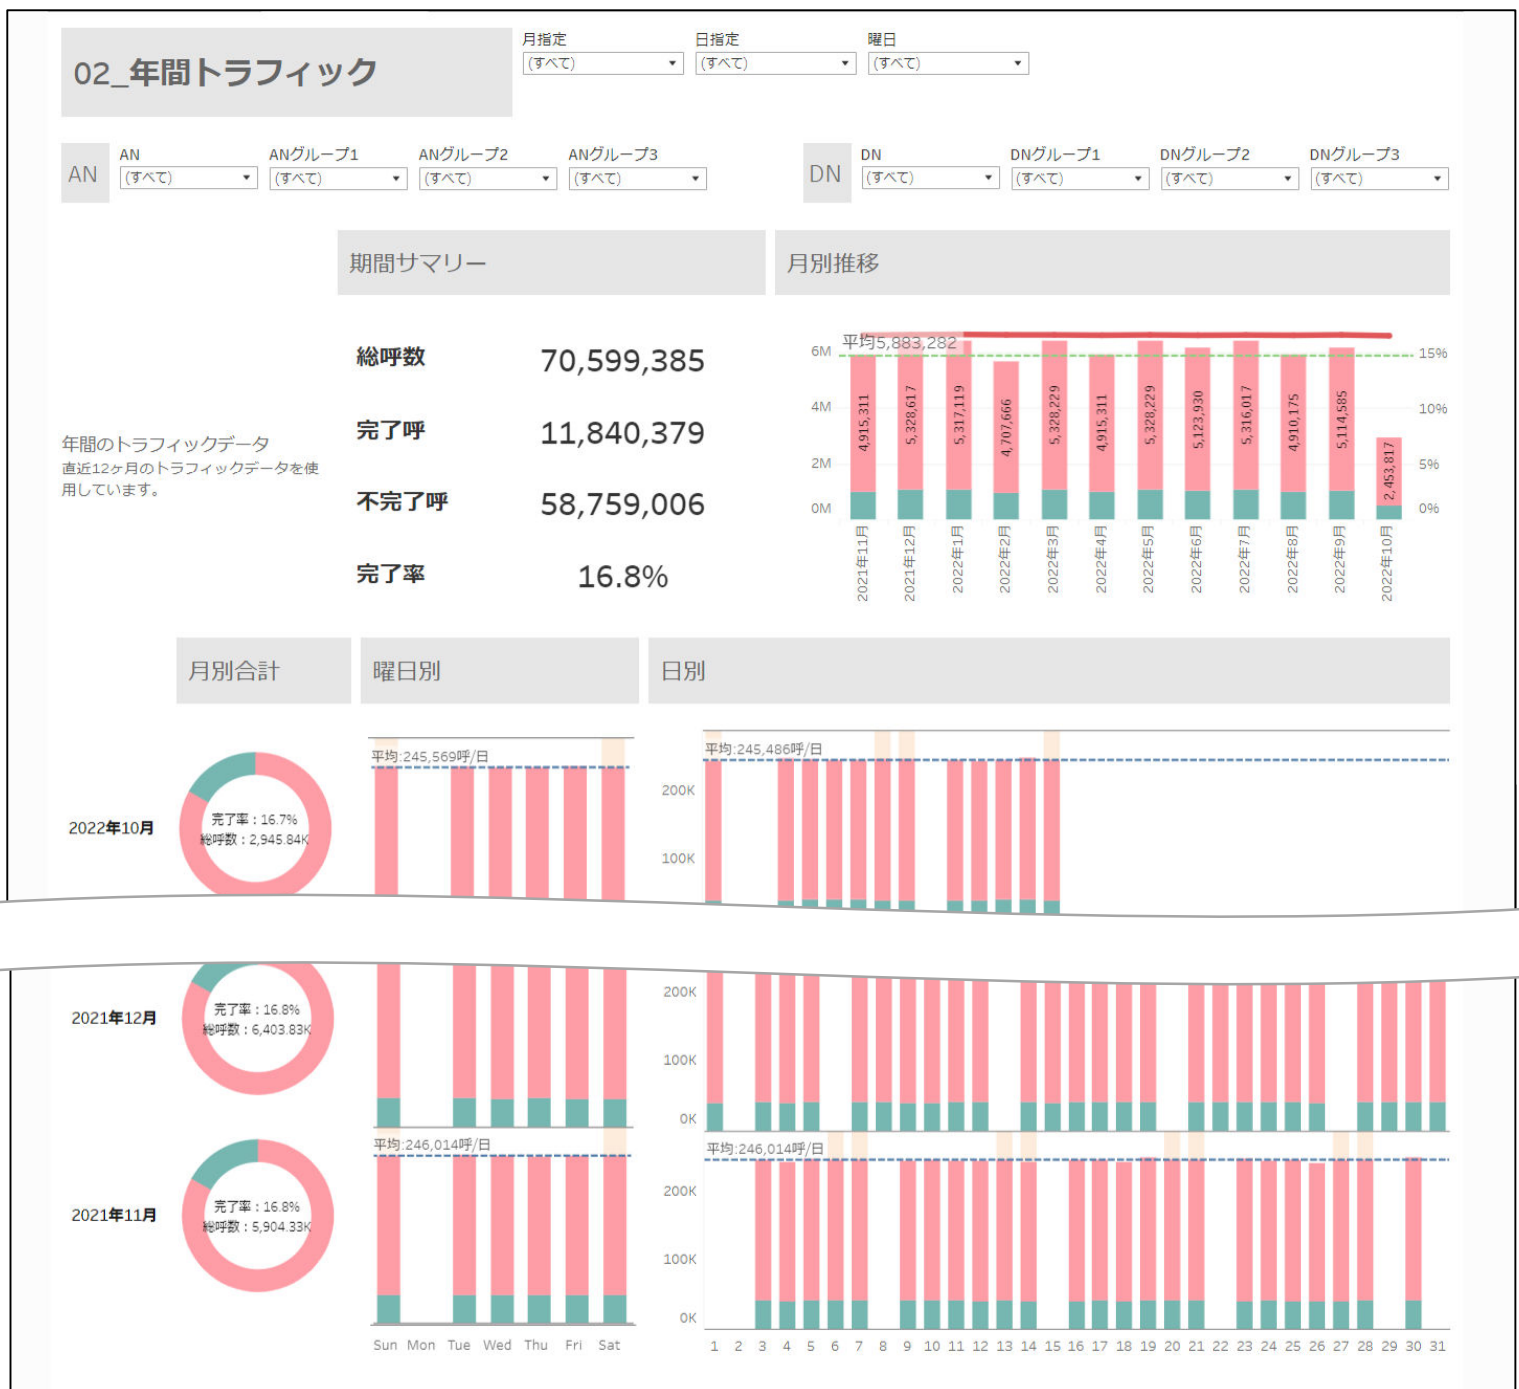 02_年間トラフィック
月指定
日指定
曜日
(すべて)
(すべて)
(すべて)
AN
AN
ANグループ1
ANグループ2
ANグループ3
(すべて)
(すべて)
(すべて)
(すべて)
DN
DN
DNグループ1
DNグループ2
DNグループ3
(すべて)
(すべて)
(すべて)
(すべて)
期間サマリー
月別推移
年間のトラフィックデータ
直近12ヶ月のトラフィックデータを使
用しています。
総呼数 70,599,385
完了呼 11,840,379
不完了呼 58,759,006
完了率 16.8%
平均5,883,282
6M
4M
2M
0M
15%
10%
5%
0%
4,915,311
5,328,617
5,317,119
4,707,666
5,328,229
4,915,311
5,328,229
5,123,930
5,316,017
4,910,175
5,114,585
2,453,817
2021年11月
2021年12月
2022年1月
2022年2月
2022年3月
2022年4月
2022年5月
2022年6月
2022年7月
2022年8月
2022年9月
2022年10月
月別合計
曜日別
日別
2022年10月
完了率：16.7%
総呼数：2,945.84K
平均:245,569呼/日
平均:245,486呼/日
200K
100K
2021年12月
完了率：16.8%
総呼数：6,403.83K
200K
100K
0K
2021年11月
完了率：16.8%
総呼数：5,904.33K
平均:246,014呼/日
平均:246,014呼/日
200K
100K
0K
Sun Mon Tue Wed Thu Fri Sat
1 2 3 4 5 6 7 8 9 10 11 12 13 14 15 16 17 18 19 20 21 22 23 24 25 26 27 28 29 30 31